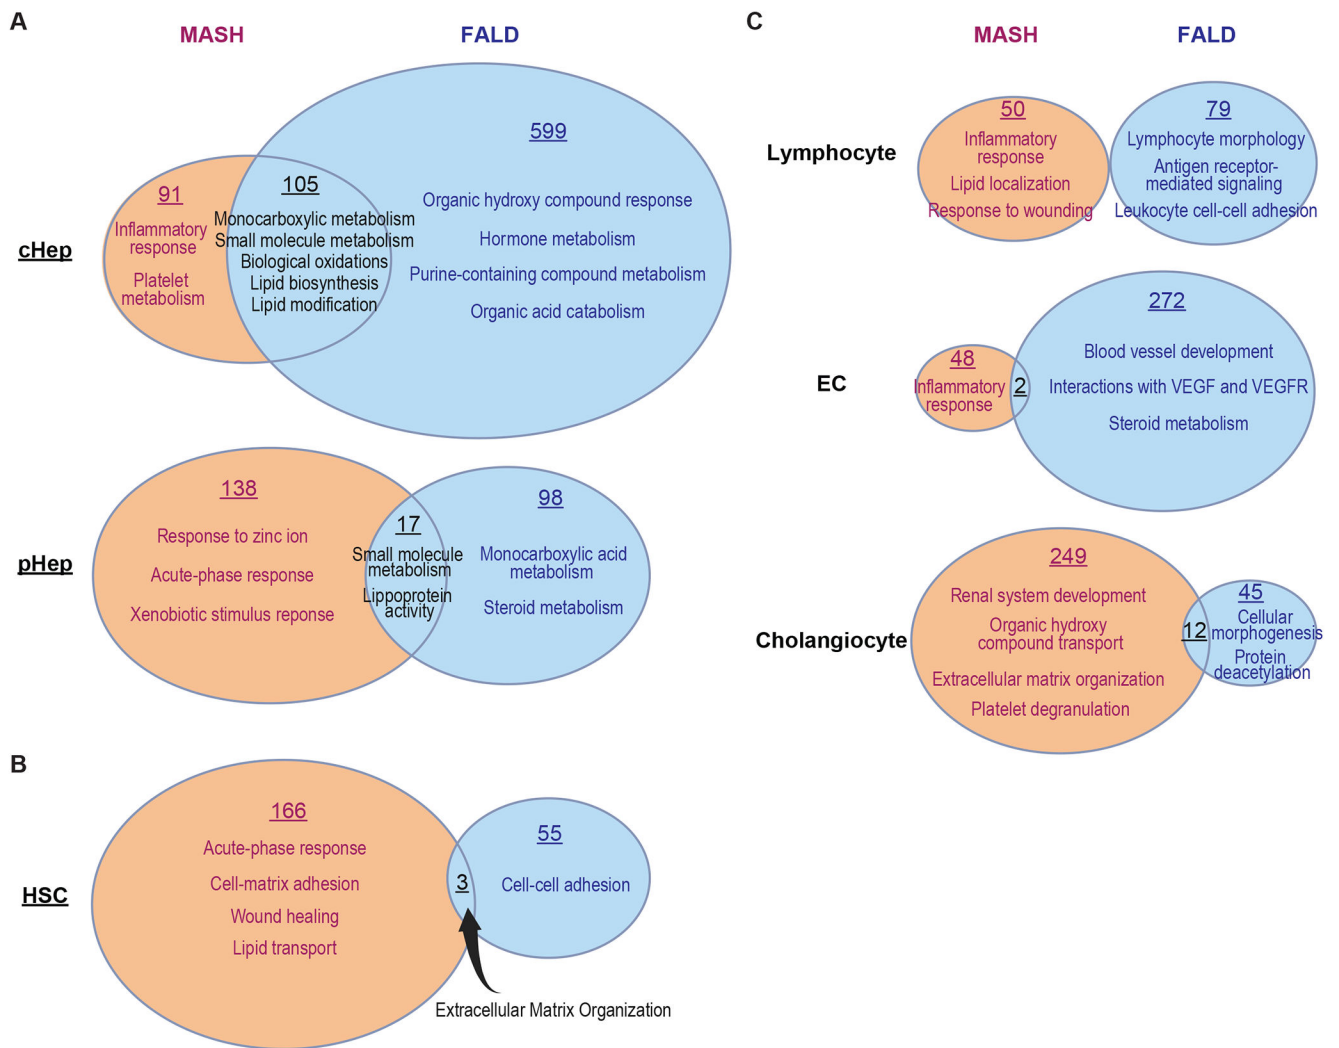 A
MASH
FALD
cHep
91
Inflammatory
response
Platelet
metabolism
105
Monocarboxylic metabolism
Small molecule metabolism
Biological oxidations
Lipid biosynthesis
Lipid modification
599
Organic hydroxy compound response
Hormone metabolism
Purine-containing compound metabolism
Organic acid catabolism
pHep
138
Response to zinc ion
Acute-phase response
Xenobiotic stimulus reponse
17
Small molecule
metabolism
Lippoprotein
activity
98
Monocarboxylic acid
metabolism
Steroid metabolism
B
HSC
166
Acute-phase response
Cell-matrix adhesion
Wound healing
Lipid transport
3
55
Cell-cell adhesion
Extracellular Matrix Organization
C
MASH
FALD
Lymphocyte
50
Inflammatory
response
Lipid localization
Response to wounding
79
Lymphocyte morphology
Antigen receptor-
mediated signaling
Leukocyte cell-cell adhesion
EC
48
Inflammatory
response
2
272
Blood vessel development
Interactions with VEGF and VEGFR
Steroid metabolism
Cholangiocyte
249
Renal system development
Organic hydroxy
compound transport
Extracellular matrix organization
Platelet degranulation
12
45
Cellular
morphogenesis
Protein
deacetylation